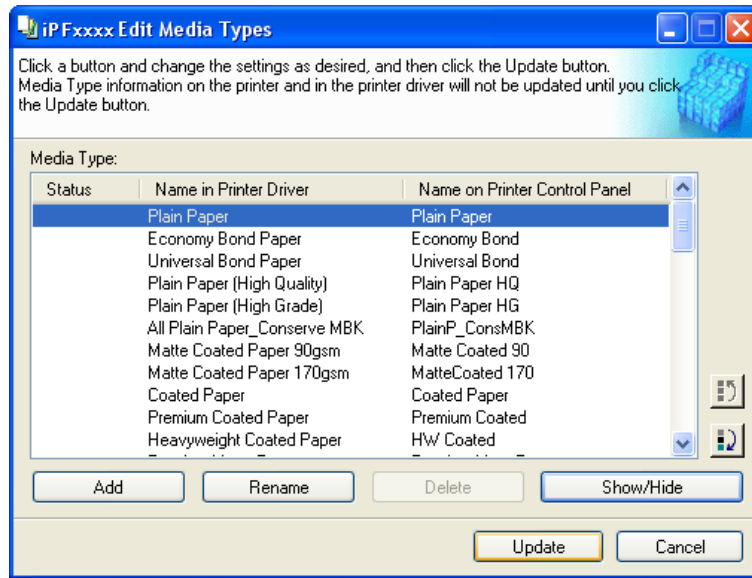 iPFxxxx Edit Media Types
Click a button and change the settings as desired, and then click the Update button.
Media Type information on the printer and in the printer driver will not be updated until you click
the Update button.
Media Type:
Status Name in Printer Driver Name on Printer Control Panel
Plain Paper Plain Paper
Economy Bond Paper Economy Bond
Universal Bond Paper Universal Bond
Plain Paper (High Quality) Plain Paper HQ
Plain Paper (High Grade) Plain Paper HG
All Plain Paper_Conserve MBK PlainP_ConsMBK
Matte Coated Paper 90gsm Matte Coated 90
Matte Coated Paper 170gsm MatteCoated 170
Coated Paper Coated Paper
Premium Coated Paper Premium Coated
Heavyweight Coated Paper HW Coated
Add Rename Delete Show/Hide
Update Cancel